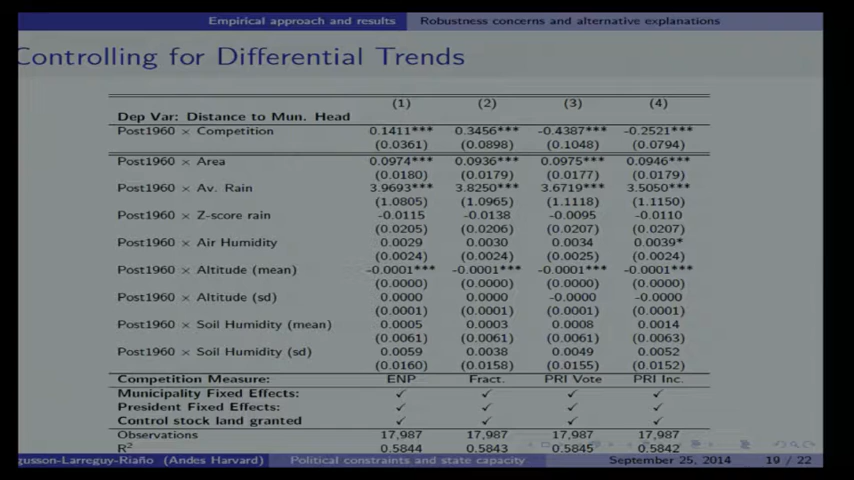 Empirical approach and results Robustness concerns and alternative explanations
Controlling for Differential Trends
(1) (2) (3) (4)
Dep Var: Distance to Mun. Head
Post1960 × Competition 0.1411*** 0.3456*** -0.4387*** -0.2521***
(0.0361) (0.0898) (0.1048) (0.0794)
Post1960 × Area 0.0974*** 0.0936*** 0.0975*** 0.0946***
(0.0180) (0.0179) (0.0177) (0.0179)
Post1960 × Av. Rain 3.9693*** 3.8250*** 3.6719*** 3.5050***
(1.0805) (1.0965) (1.1118) (1.1150)
Post1960 × Z-score rain -0.0115 -0.0138 -0.0095 -0.0110
(0.0205) (0.0206) (0.0207) (0.0207)
Post1960 × Air Humidity 0.0029 0.0030 0.0034 0.0039*
(0.0024) (0.0024) (0.0025) (0.0024)
Post1960 × Altitude (mean) -0.0001*** -0.0001*** -0.0001*** -0.0001***
(0.0000) (0.0000) (0.0000) (0.0000)
Post1960 × Altitude (sd) 0.0000 0.0000 -0.0000 -0.0000
(0.0001) (0.0001) (0.0001) (0.0001)
Post1960 × Soil Humidity (mean) 0.0005 0.0003 0.0008 0.0014
(0.0061) (0.0061) (0.0061) (0.0063)
Post1960 × Soil Humidity (sd) 0.0059 0.0038 0.0049 0.0052
(0.0160) (0.0158) (0.0155) (0.0152)
Competition Measure: ENP Fract. PRI Vote PRI Inc.
Municipality Fixed Effects: ✓ ✓ ✓ ✓
President Fixed Effects: ✓ ✓ ✓ ✓
Control stock land granted ✓ ✓ ✓ ✓
Observations 17,987 17,987 17,987 17,987
R² 0.5844 0.5843 0.5845 0.5842
gusson-Larreguy-Riaño (Andes Harvard) Political constraints and state capacity September 25, 2014 19 / 22